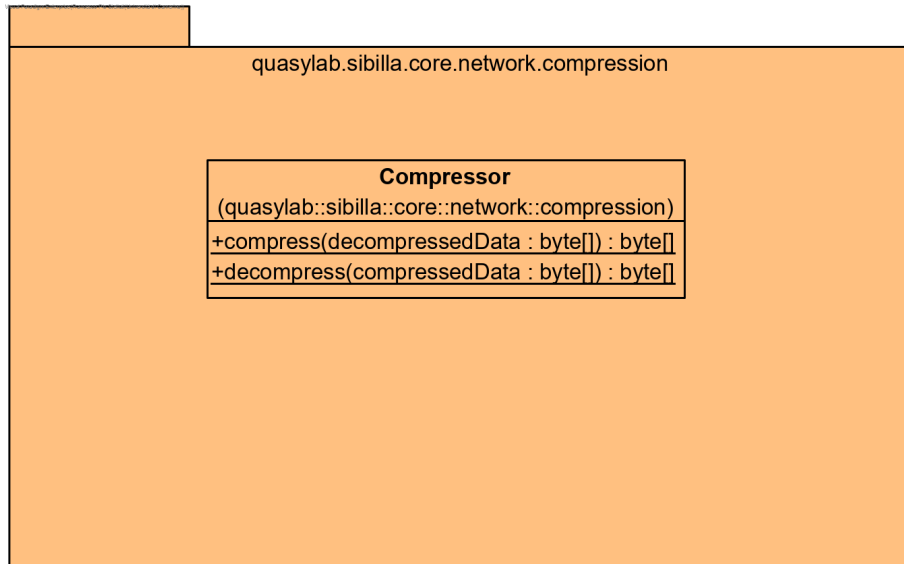 quasylab.sibilla.core.network.compression
Compressor
(quasylab::sibilla::core::network::compression)
+compress(decompressedData : byte[]) : byte[]
+decompress(compressedData : byte[]) : byte[]